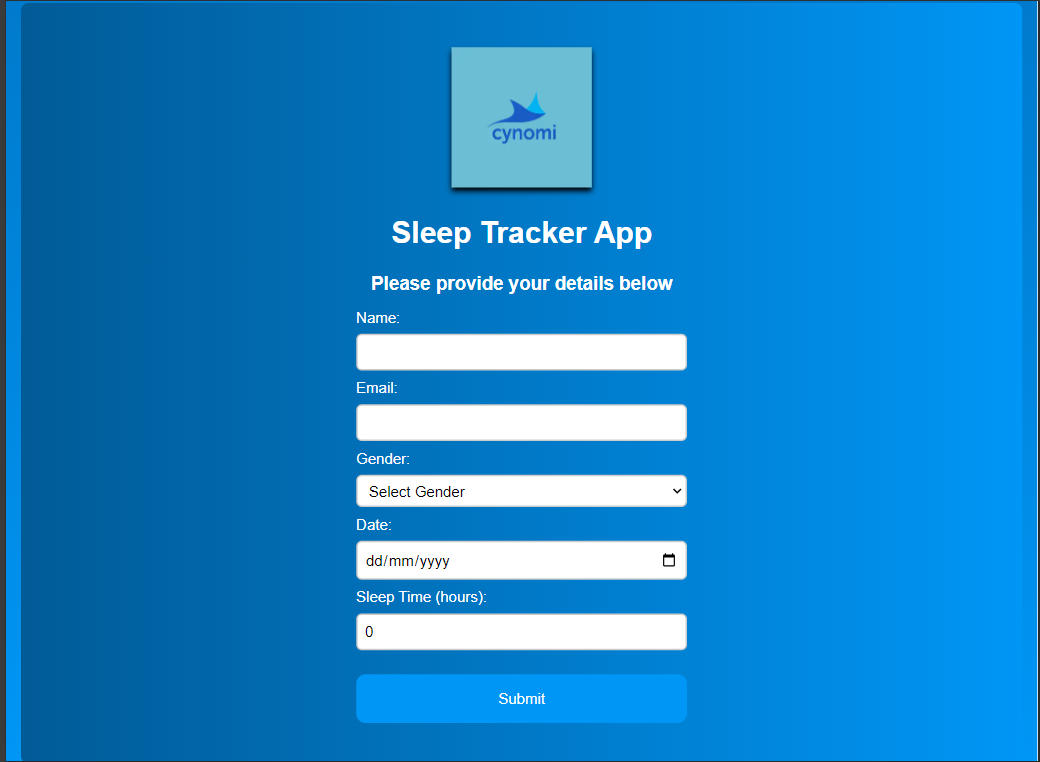 cynomi
Sleep Tracker App
Please provide your details below
Name:
Email:
Gender:
Select Gender
Date:
dd/mm/yyyy
Sleep Time (hours):
0
Submit